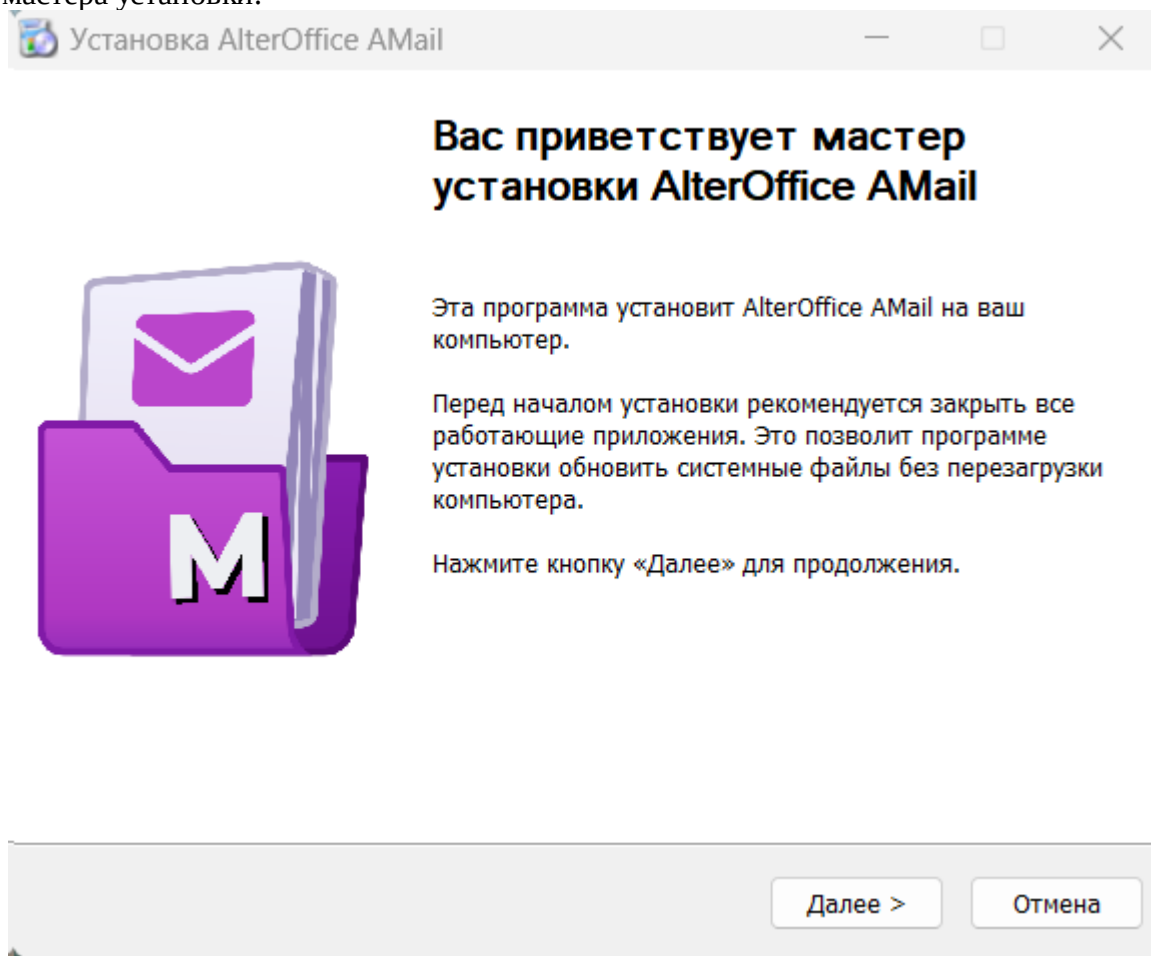 мастера установки.
Установка AlterOffice AMail
Вас приветствует мастер
установки AlterOffice AMail
Эта программа установит AlterOffice AMail на ваш
компьютер.
Перед началом установки рекомендуется закрыть все
работающие приложения. Это позволит программе
установки обновить системные файлы без перезагрузки
компьютера.
Нажмите кнопку «Далее» для продолжения.
M
Далее >
Отмена